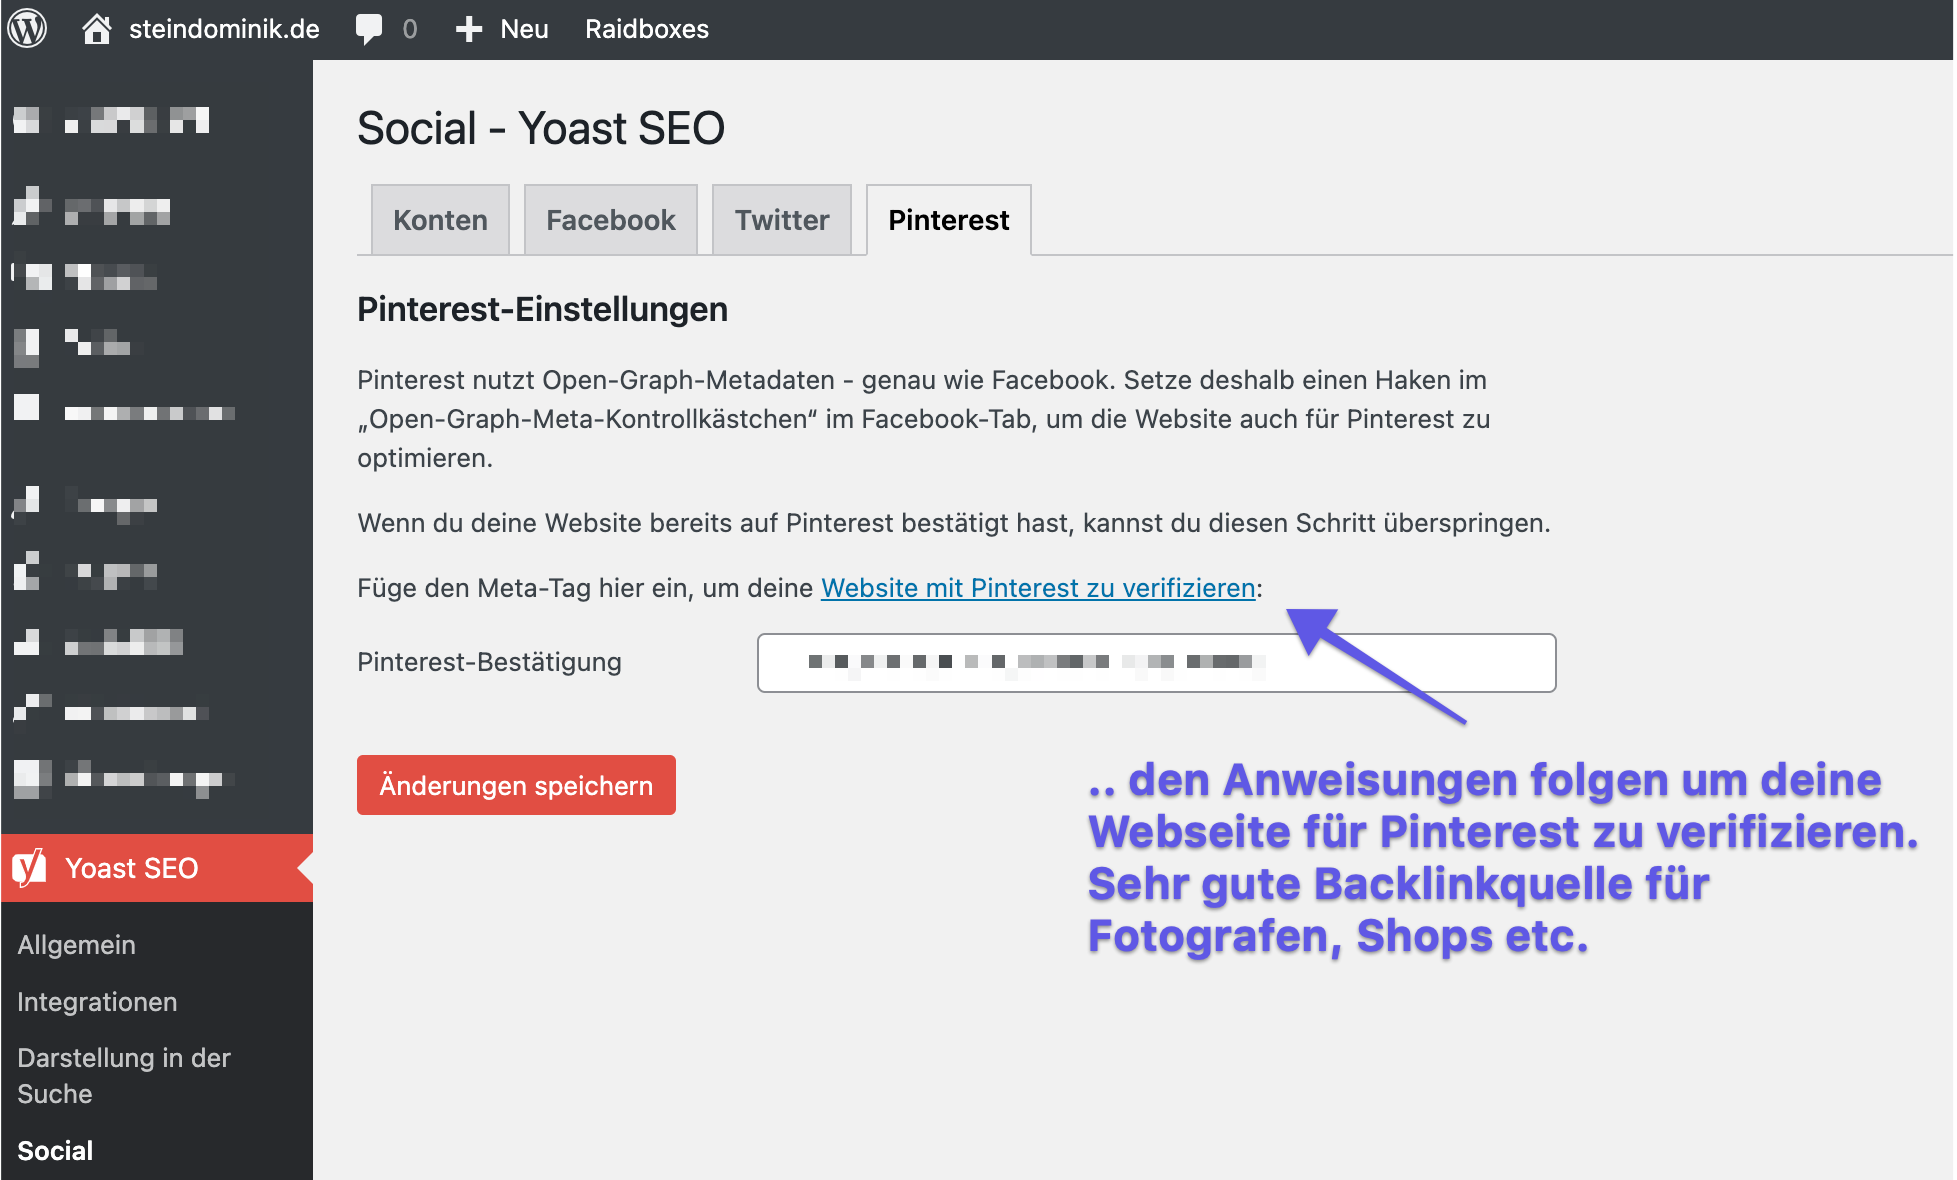 steindominik.de 0 Neu Raidboxes
Social - Yoast SEO
Konten Facebook Twitter Pinterest
Pinterest-Einstellungen
Pinterest nutzt Open-Graph-Metadaten - genau wie Facebook. Setze deshalb einen Haken im
„Open-Graph-Meta-Kontrollkästchen“ im Facebook-Tab, um die Website auch für Pinterest zu
optimieren.
Wenn du deine Website bereits auf Pinterest bestätigt hast, kannst du diesen Schritt überspringen.
Füge den Meta-Tag hier ein, um deine Website mit Pinterest zu verifizieren:
Pinterest-Bestätigung
Änderungen speichern
.. den Anweisungen folgen um deine
Webseite für Pinterest zu verifizieren.
Sehr gute Backlinkquelle für
Fotografen, Shops etc.
Yoast SEO
Allgemein
Integrationen
Darstellung in der
Suche
Social